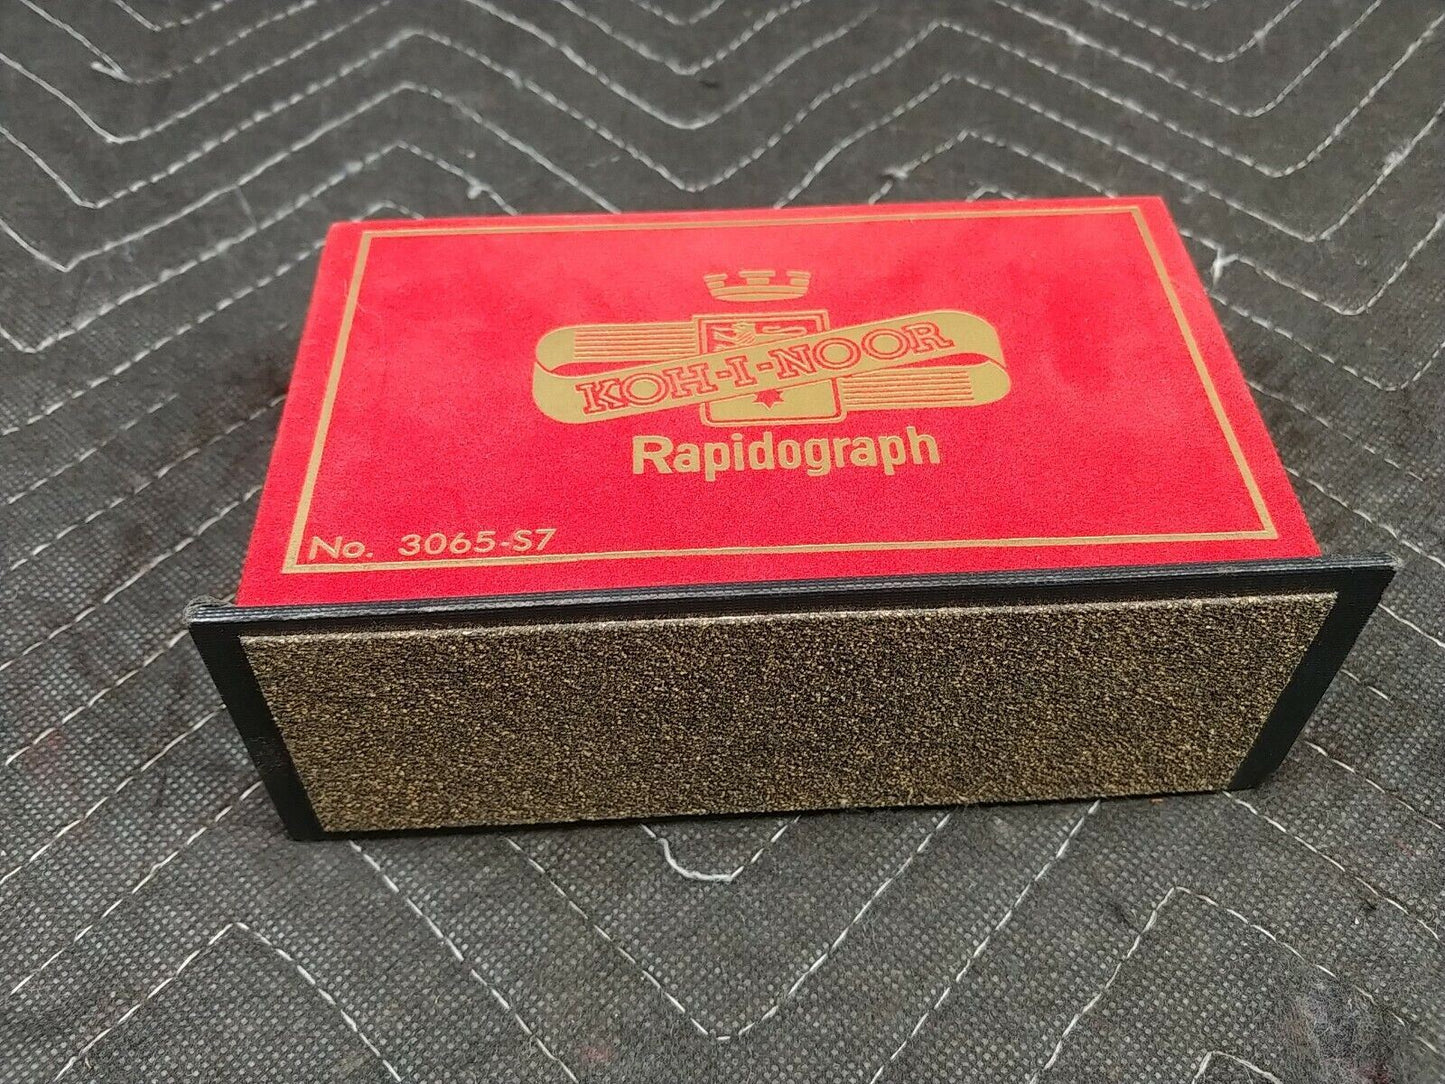 KOH-I-NOOR
Rapidograph
No. 3065-S7